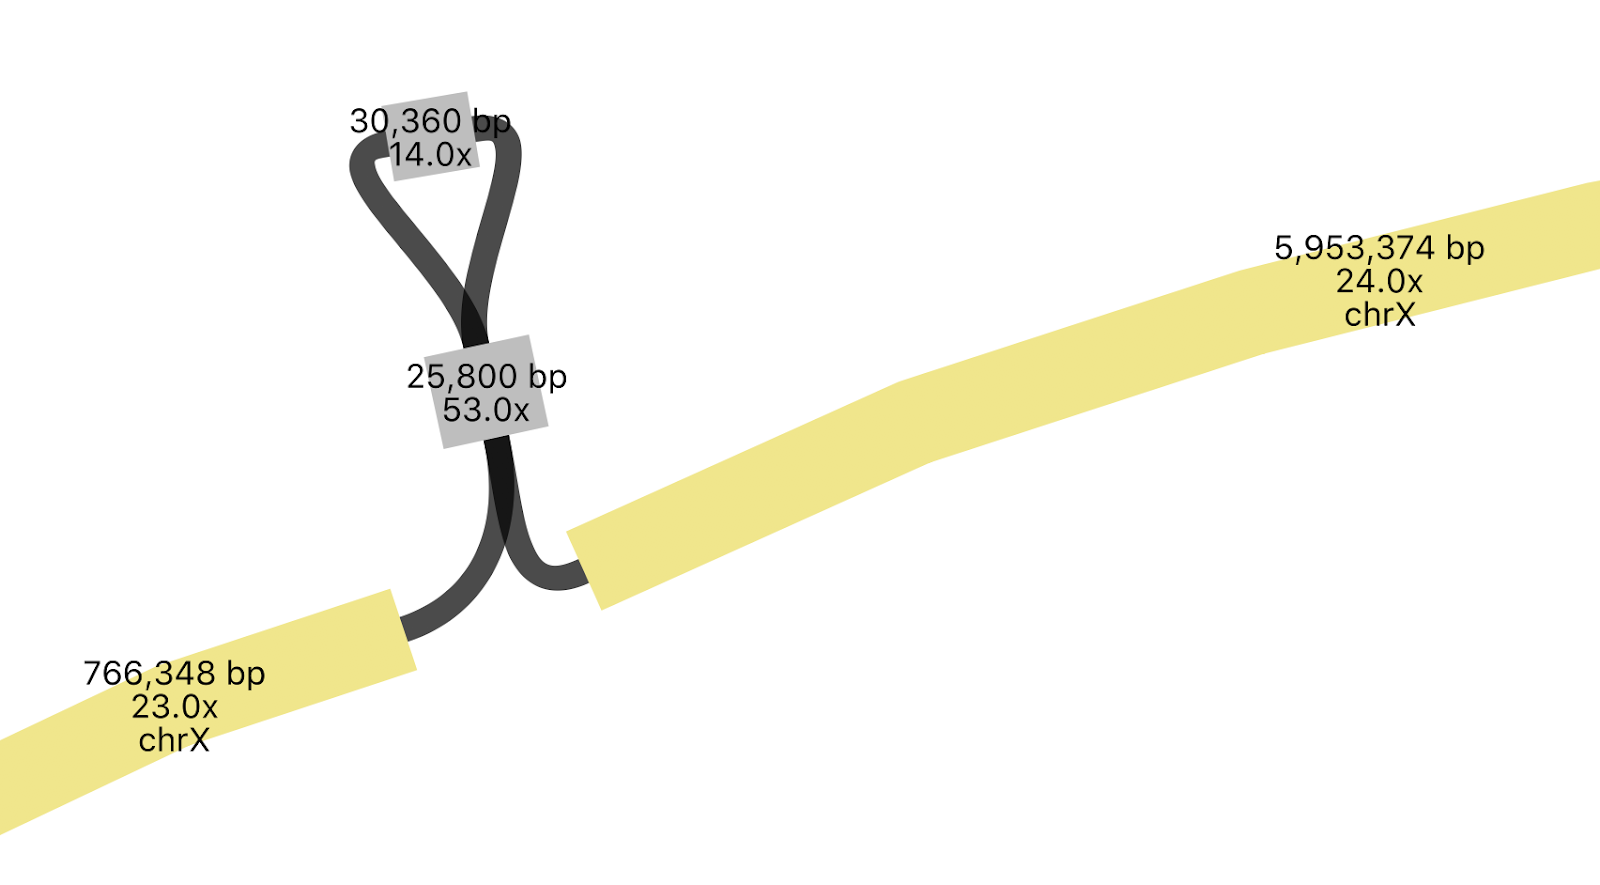 30,360 bp
14.0x
25,800 bp
53.0x
5,953,374 bp
24.0x
chrX
766,348 bp
23.0x
chrX